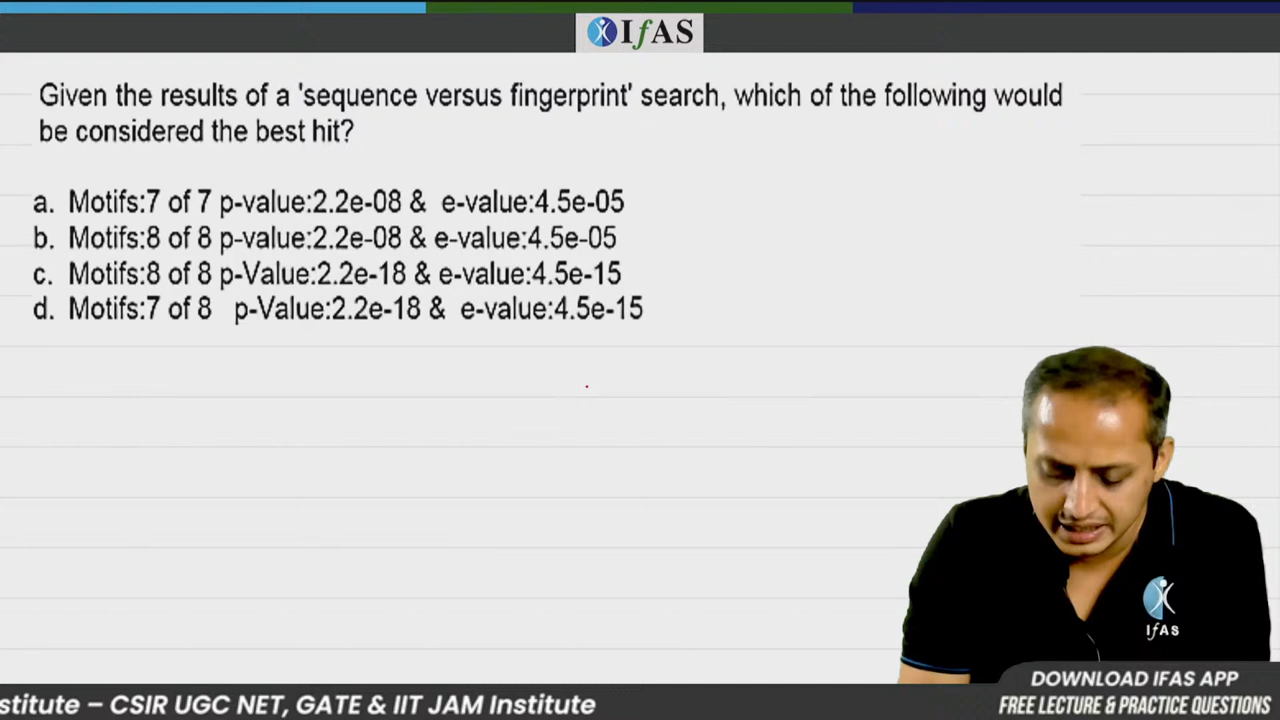 IfAS
Given the results of a 'sequence versus fingerprint' search, which of the following would
be considered the best hit?
a. Motifs:7 of 7 p-value:2.2e-08 & e-value:4.5e-05
b. Motifs:8 of 8 p-value:2.2e-08 & e-value:4.5e-05
c. Motifs:8 of 8 p-Value:2.2e-18 & e-value:4.5e-15
d. Motifs:7 of 8 p-Value:2.2e-18 & e-value:4.5e-15
IfAS
DOWNLOAD IFAS APP
FREE LECTURE & PRACTICE QUESTIONS
stitute – CSIR UGC NET, GATE & IIT JAM Institute